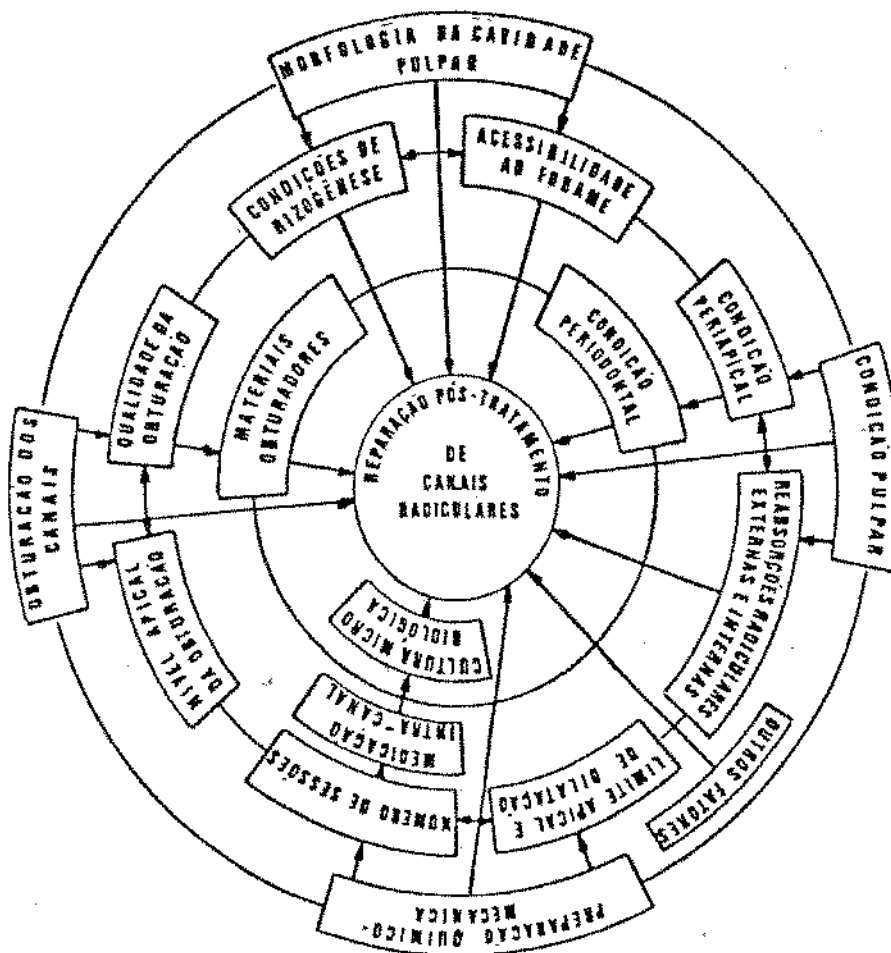 MORFOLOGIA DA CAVIDADE
PULPAR
CONDIÇÕES DE
RIZOGÊNESE
ACESSIBILIDADE
AO FORAME
QUALIDADE DA
OBTURAÇÃO
MATERIAIS
OBTURADORES
CONDIÇÃO
PERIODONTAL
CONDIÇÃO
PERIAPICAL
CONDIÇÃO PULPAR
OBTURAÇÃO DOS
CANAIS
REPARAÇÃO PÓS-TRATAMENTO
DE
CANAIS
RADICULARES
REABSORÇÕES RADICULARES
EXTERNAS E INTERNAS
NIVEL APICAL
DA OBTURAÇÃO
CULTURA MICRO
BIOLÓGICA
MEDICAÇÃO
INTRA-CANAL
NÚMERO DE SESSÕES
LIMITE APICAL E
DE DILATAÇÃO
OUTROS FATORES
PREPARAÇÃO QUÍMICO-
MECÂNICA